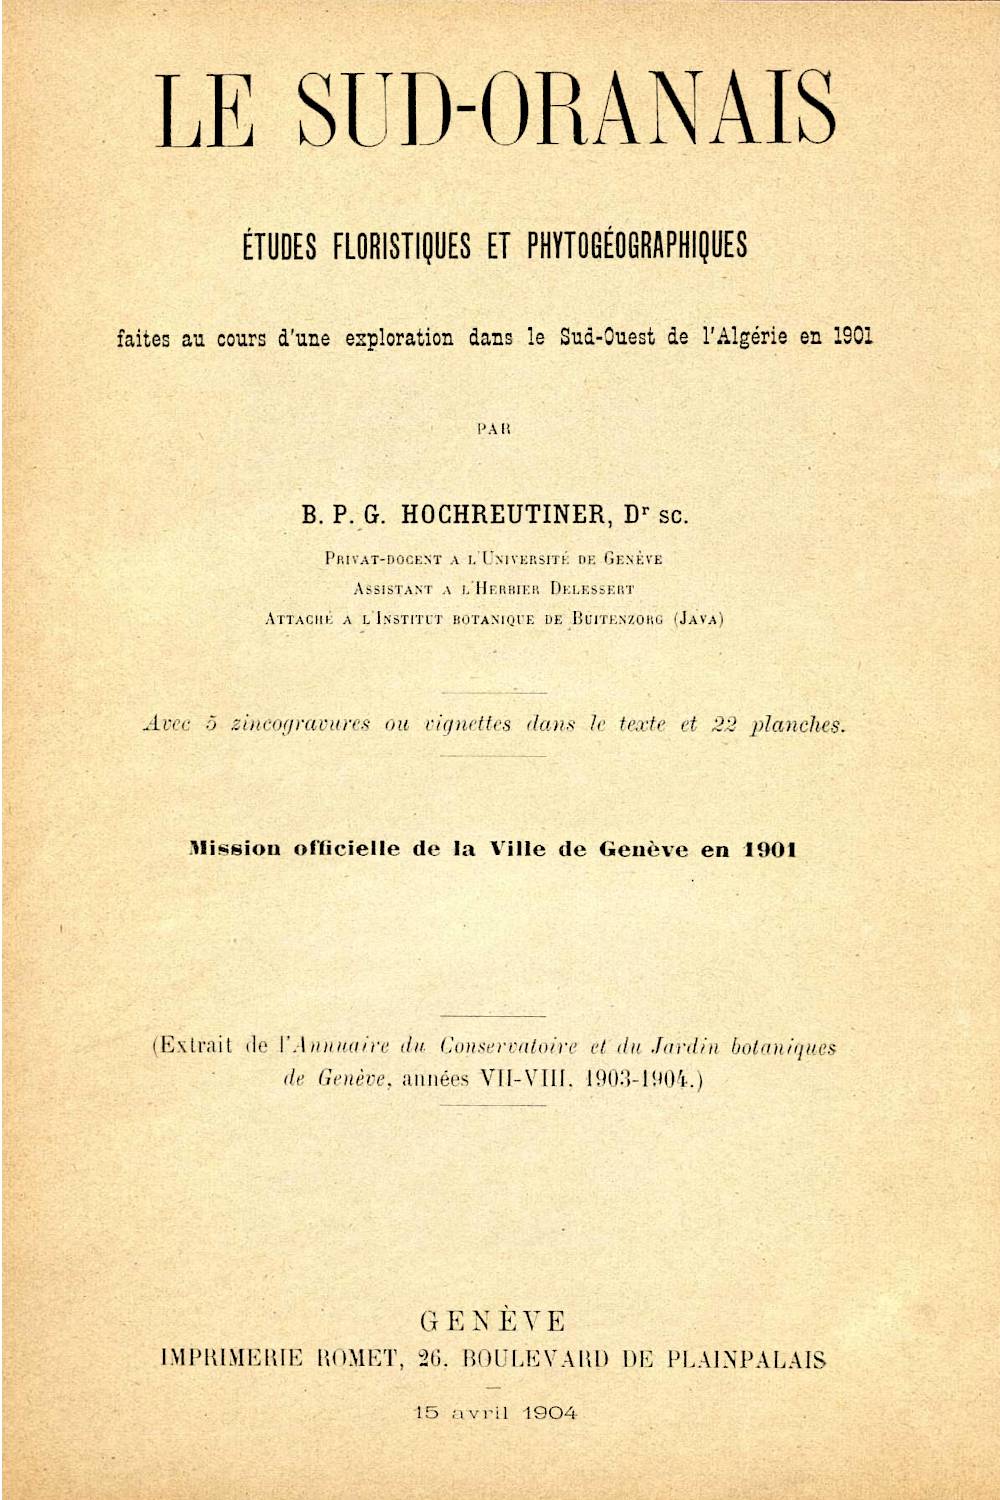 LE SUD-ORANAIS
ÉTUDES FLORISTIQUES ET PHYTOGÉOGRAPHIQUES
faites au cours d'une exploration dans le Sud-Ouest de l'Algérie en 1901
PAR
B. P. G. HOCHREUTINER, Dr sc.
PRIVAT-DOCENT A L'UNIVERSITÉ DE GENÈVE
ASSISTANT A L'HERBIER DELESSERT
ATTACHÉ A L'INSTITUT BOTANIQUE DE BUITENZORG (JAVA)
Avec 5 zincogravures ou vignettes dans le texte et 22 planches.
Mission officielle de la Ville de Genève en 1901
(Extrait de l'Annuaire du Conservatoire et du Jardin botaniques
de Genève, années VII-VIII. 1903-1904.)
GENÈVE
IMPRIMERIE ROMET, 26. BOULEVARD DE PLAINPALAIS
15 avril 1904